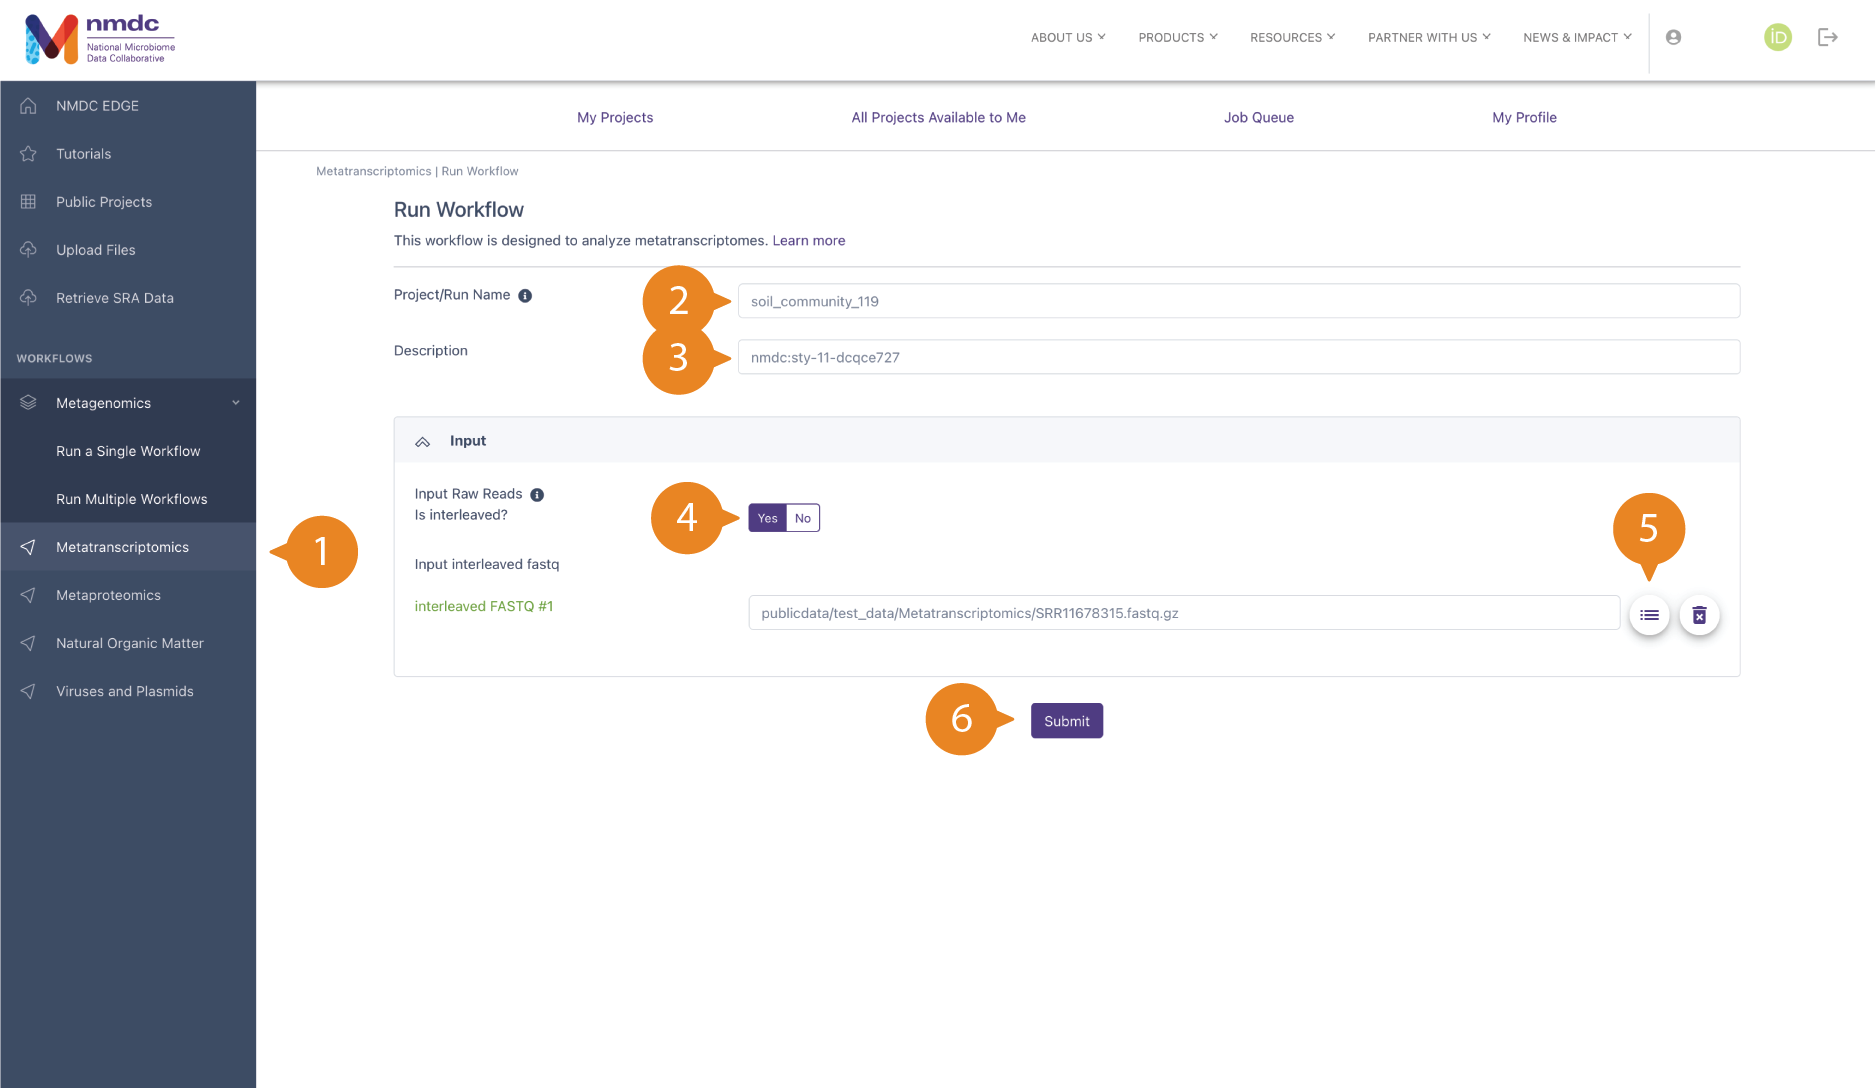 nmdc
National Microbiome
Data Collaborative
ABOUT US
PRODUCTS
RESOURCES
PARTNER WITH US
NEWS & IMPACT
ID
NMDC EDGE
Tutorials
Public Projects
Upload Files
Retrieve SRA Data
WORKFLOWS
Metagenomics
Run a Single Workflow
Run Multiple Workflows
Metatranscriptomics
Metaproteomics
Natural Organic Matter
Viruses and Plasmids
1
My Projects
All Projects Available to Me
Job Queue
My Profile
Metatranscriptomics | Run Workflow
Run Workflow
This workflow is designed to analyze metatranscriptomes. Learn more
Project/Run Name
2
soil_community_119
Description
3
nmdc:sty-11-dcqce727
Input
Input Raw Reads
Is interleaved?
4
Yes
No
5
Input interleaved fastq
interleaved FASTQ #1
publicdata/test_data/Metatranscriptomics/SRR11678315.fastq.gz
6
Submit